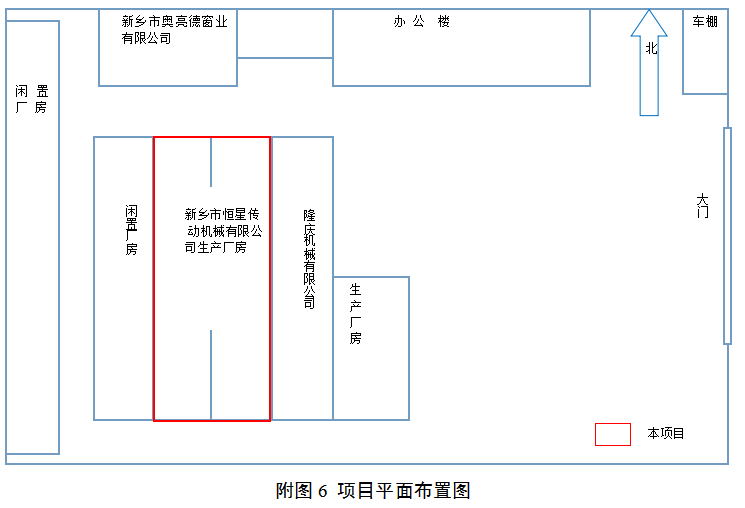 新乡市奥亮德窗业
有限公司
办 公 楼
北
车棚
闲 置
厂 房
大门
闲置厂房
新乡市恒星传
动机械有限公
司生产厂房
隆庆机械有限公司
生产厂房
本项目
附图 6 项目平面布置图